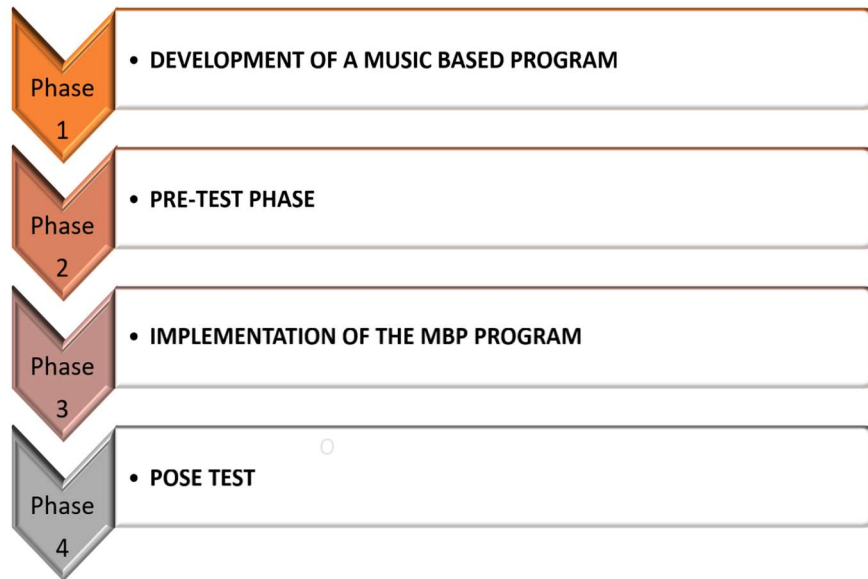 Phase
1
• DEVELOPMENT OF A MUSIC BASED PROGRAM
Phase
2
• PRE-TEST PHASE
Phase
3
• IMPLEMENTATION OF THE MBP PROGRAM
Phase
4
• POSE TEST